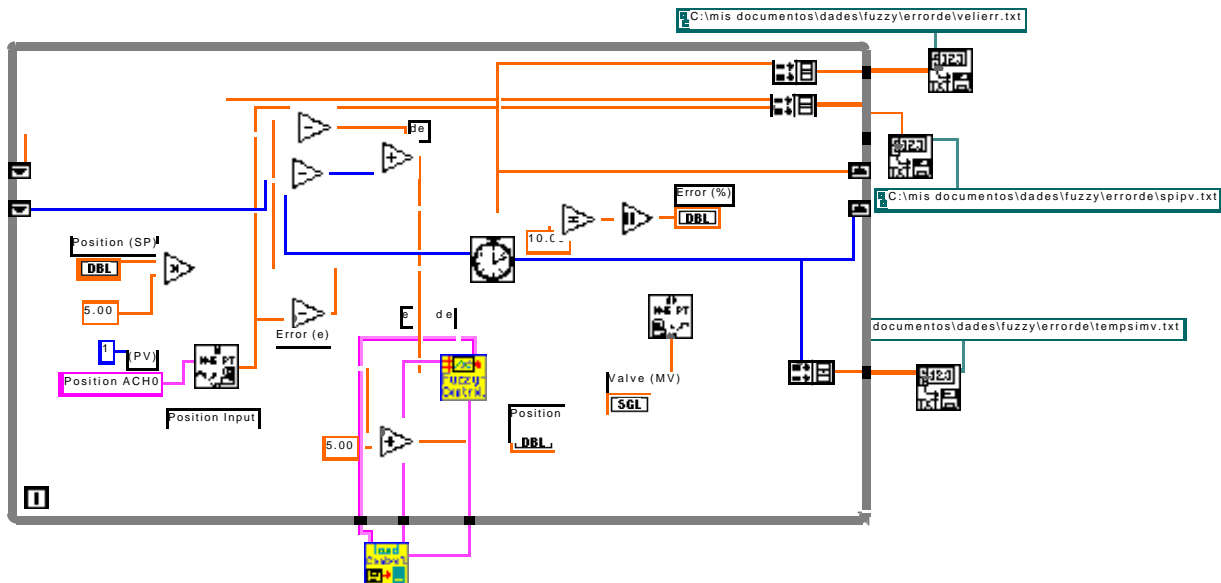 C:\mis documentos\dades\fuzzy\errorde\velierr.txt
de
Error (%)
DBL
C:\mis documentos\dades\fuzzy\errorde\spipv.txt
Position (SP)
DBL
5.00
Error (e)
e de
documentos\dades\fuzzy\errorde\tempsimv.txt
1
(PV)
Position ACH0
Position Input
Fuzzy
Valve (MV)
SGL
Position
DBL
5.00
load